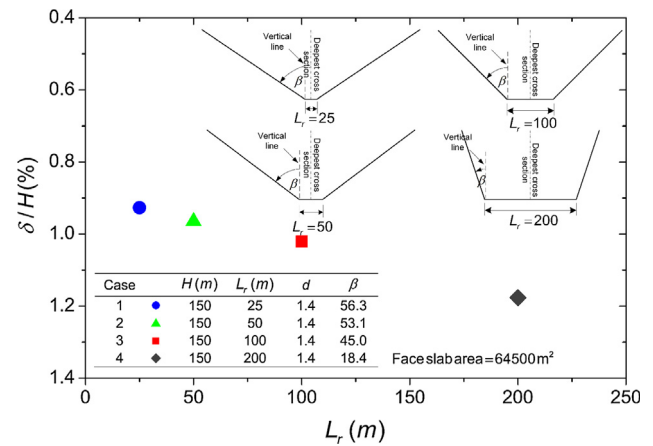 0.4
0.6
0.8
1.0
1.2
1.4
δ / H(%)
0
50
100
150
200
250
L_r (m)
Vertical line
Deepest cross section
β
L_r=25
Vertical line
Deepest cross section
β
L_r=100
Vertical line
Deepest cross section
β
L_r=50
Vertical line
Deepest cross section
β
L_r=200
Case H (m) L_r (m) d β
1 150 25 1.4 56.3
2 150 50 1.4 53.1
3 150 100 1.4 45.0
4 150 200 1.4 18.4
Face slab area=64500m²